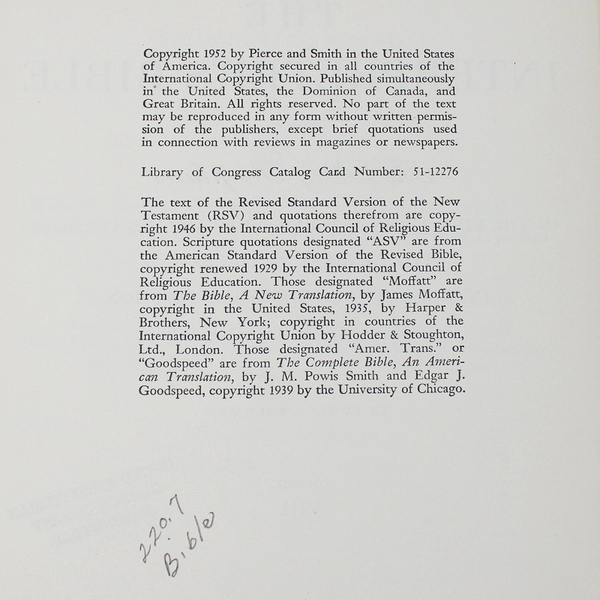 Copyright 1952 by Pierce and Smith in the United States
of America. Copyright secured in all countries of the
International Copyright Union. Published simultaneously
in the United States, the Dominion of Canada, and
Great Britain. All rights reserved. No part of the text
may be reproduced in any form without written permis-
sion of the publishers, except brief quotations used
in connection with reviews in magazines or newspapers.
Library of Congress Catalog Card Number: 51-12276
The text of the Revised Standard Version of the New
Testament (RSV) and quotations therefrom are copy-
right 1946 by the International Council of Religious Edu-
cation. Scripture quotations designated “ASV” are from
the American Standard Version of the Revised Bible,
copyright renewed 1929 by the International Council of
Religious Education. Those designated “Moffatt” are
from The Bible, A New Translation, by James Moffatt,
copyright in the United States, 1935, by Harper &
Brothers, New York; copyright in countries of the
International Copyright Union by Hodder & Stoughton,
Ltd., London. Those designated “Amer. Trans.” or
“Goodspeed” are from The Complete Bible, An Ameri-
can Translation, by J. M. Powis Smith and Edgar J.
Goodspeed, copyright 1939 by the University of Chicago.
220.7
Bible